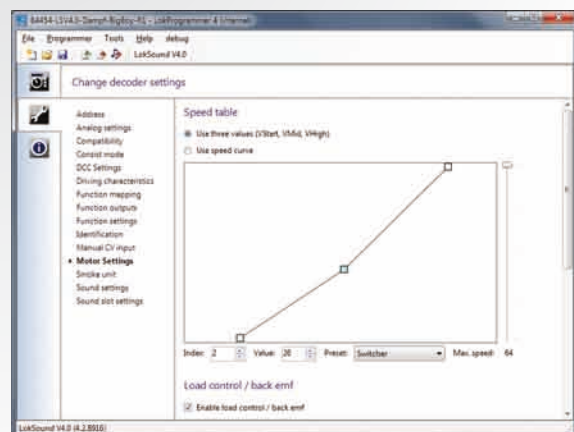 64454-LSV4.0-Dampf-BigBoy-R1 - LokProgrammer 4 (Internal)
File Programmer Tools Help debug
LokSound V4.0
Change decoder settings
Address
Analog settings
Compatibility
Consist mode
DCC Settings
Driving characteristics
Function mapping
Function outputs
Function settings
Identification
Manual CV input
Motor Settings
Smoke unit
Sound settings
Sound slot settings
Speed table
Use three values (VStart, VMid, VHigh)
Use speed curve
Index: 2 Value: 26 Preset: Switcher Max. speed: 64
Load control / back emf
Enable load control / back emf
LokSound V4.0 (4.2.8916)